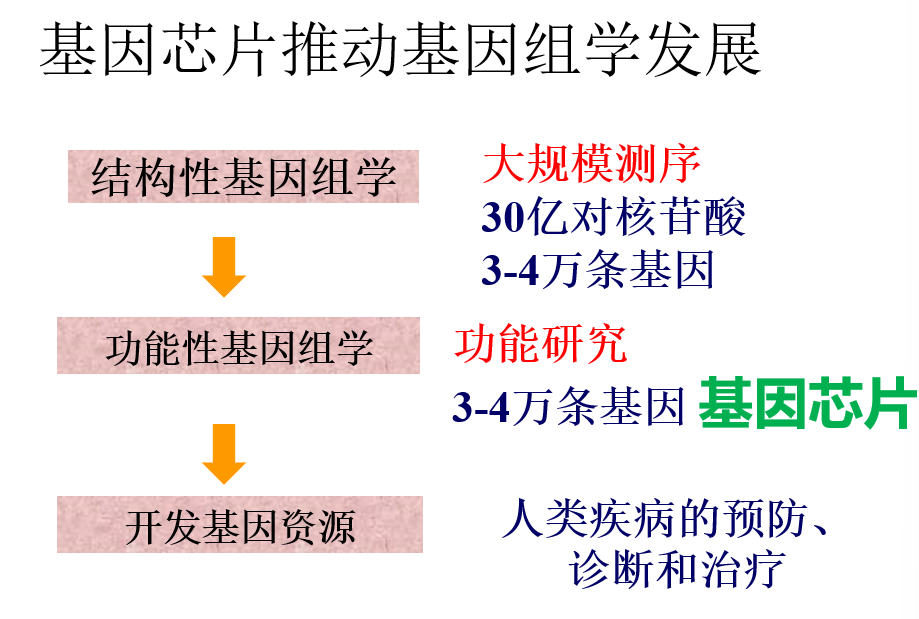 基因芯片推动基因组学发展
结构性基因组学
大规模测序
30亿对核苷酸
3-4万条基因
功能性基因组学
功能研究
3-4万条基因 基因芯片
开发基因资源
人类疾病的预防、
诊断和治疗